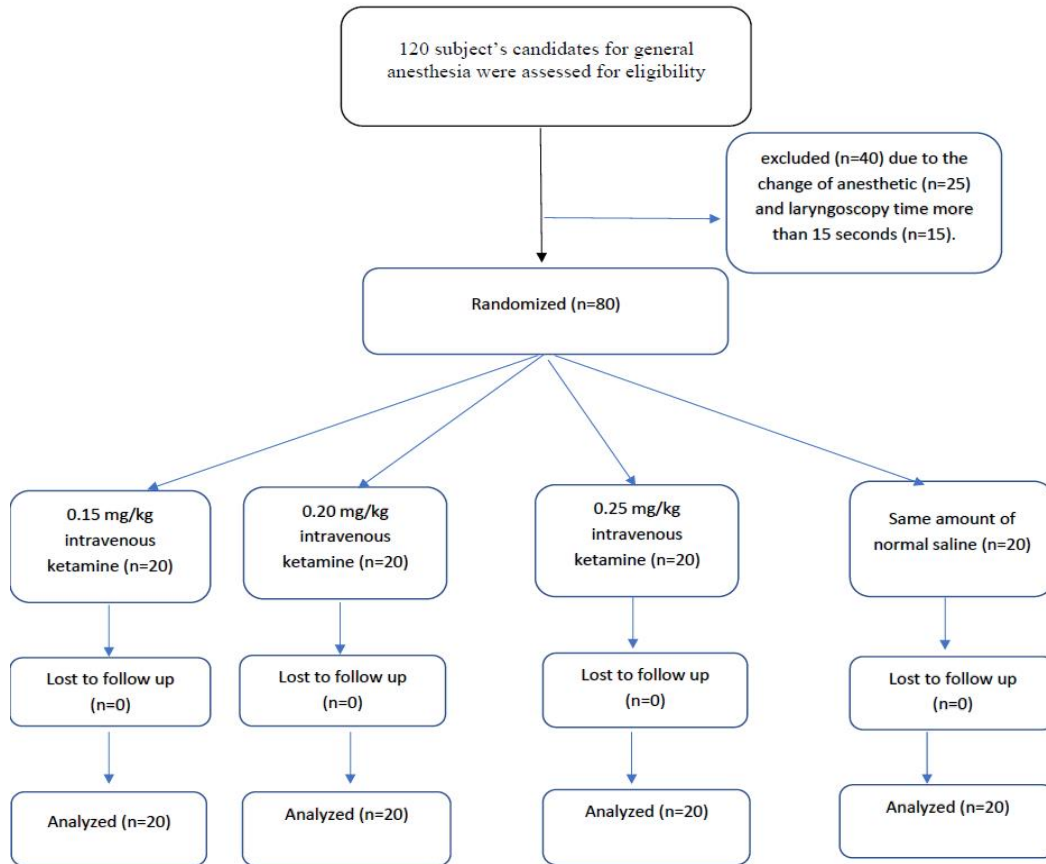 120 subject's candidates for general
anesthesia were assessed for eligibility
excluded (n=40) due to the
change of anesthetic (n=25)
and laryngoscopy time more
than 15 seconds (n=15).
Randomized (n=80)
0.15 mg/kg
intravenous
ketamine (n=20)
0.20 mg/kg
intravenous
ketamine (n=20)
0.25 mg/kg
intravenous
ketamine (n=20)
Same amount of
normal saline (n=20)
Lost to follow up
(n=0)
Lost to follow up
(n=0)
Lost to follow up
(n=0)
Lost to follow up
(n=0)
Analyzed (n=20)
Analyzed (n=20)
Analyzed (n=20)
Analyzed (n=20)